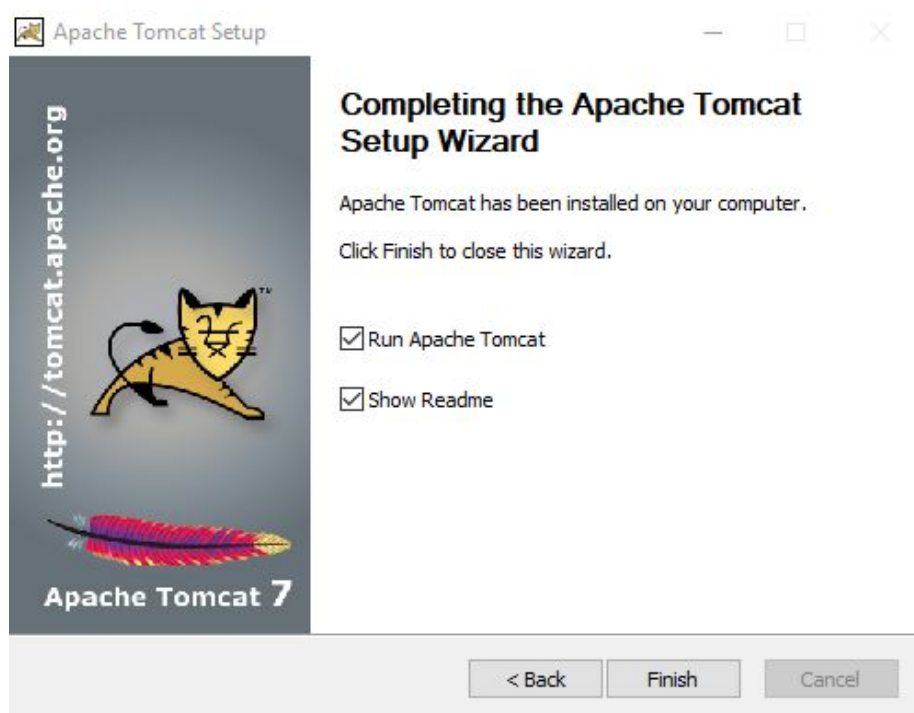 Apache Tomcat Setup
http://tomcat.apache.org
TM
Apache Tomcat 7
Completing the Apache Tomcat
Setup Wizard
Apache Tomcat has been installed on your computer.
Click Finish to close this wizard.
Run Apache Tomcat
Show Readme
< Back
Finish
Cancel